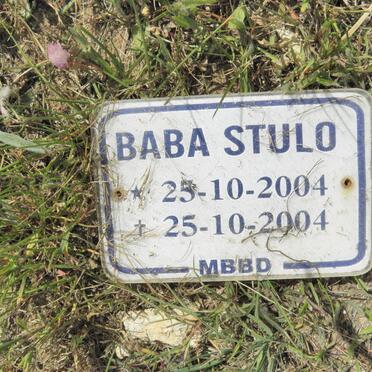 BABA STULO
★ 25-10-2004
† 25-10-2004
MBBD